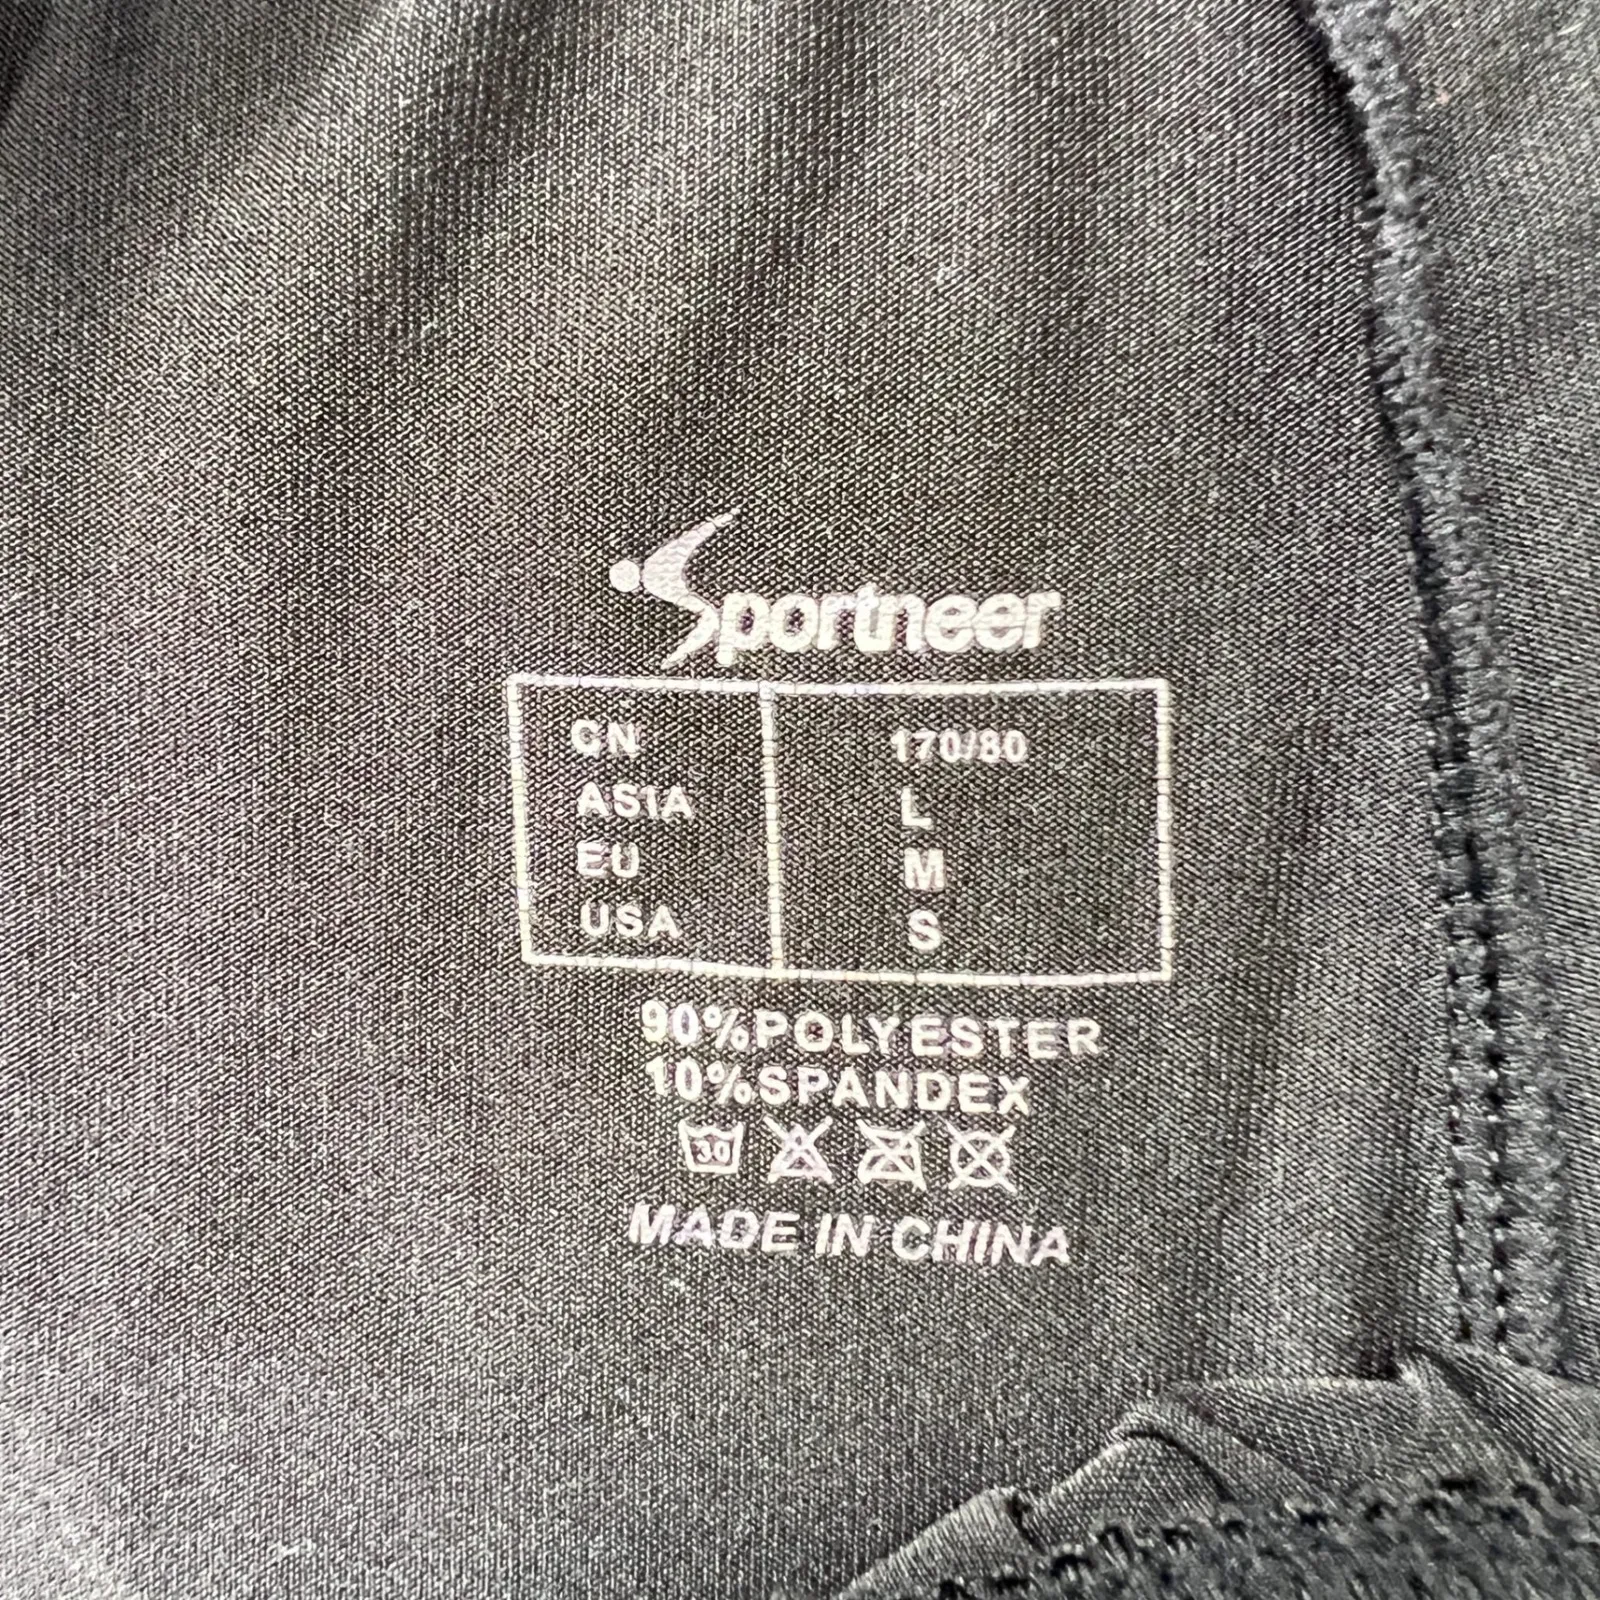 Sportneer
CN 170/80
ASIA L
EU M
USA S
90%POLYESTER
10%SPANDEX
30
MADE IN CHINA